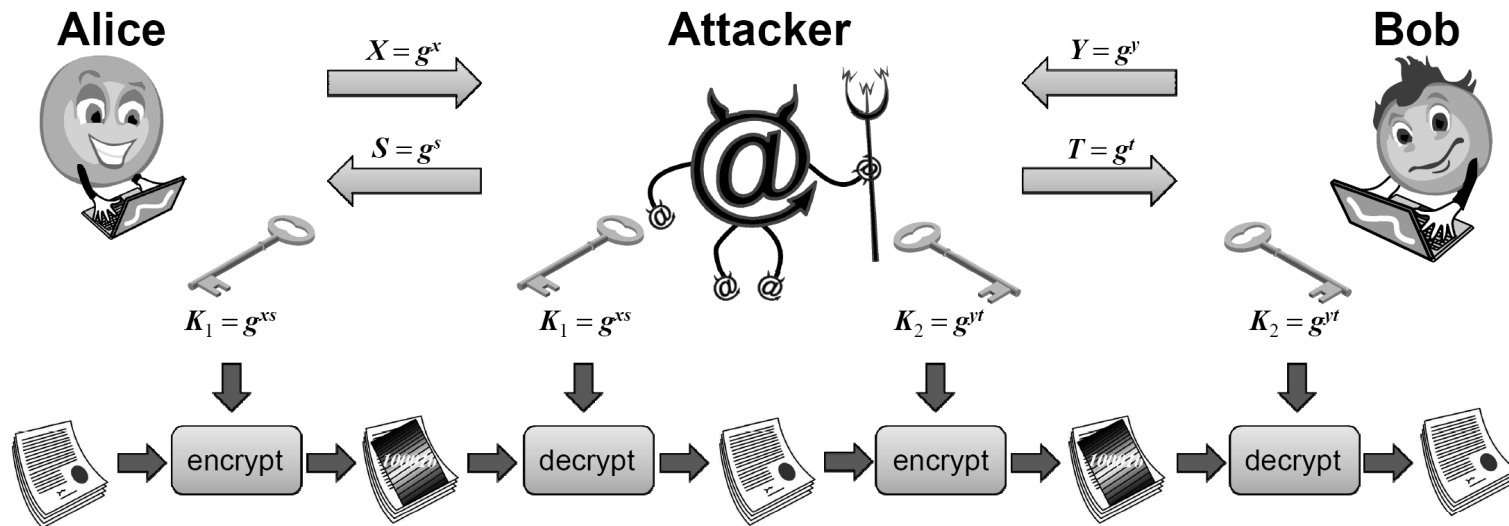 Alice
Attacker
Bob
X = g^x
Y = g^y
S = g^s
T = g^t
@
@
@
@ @
K₁ = g^xs
K₁ = g^xs
K₂ = g^yt
K₂ = g^yt
encrypt
decrypt
encrypt
decrypt